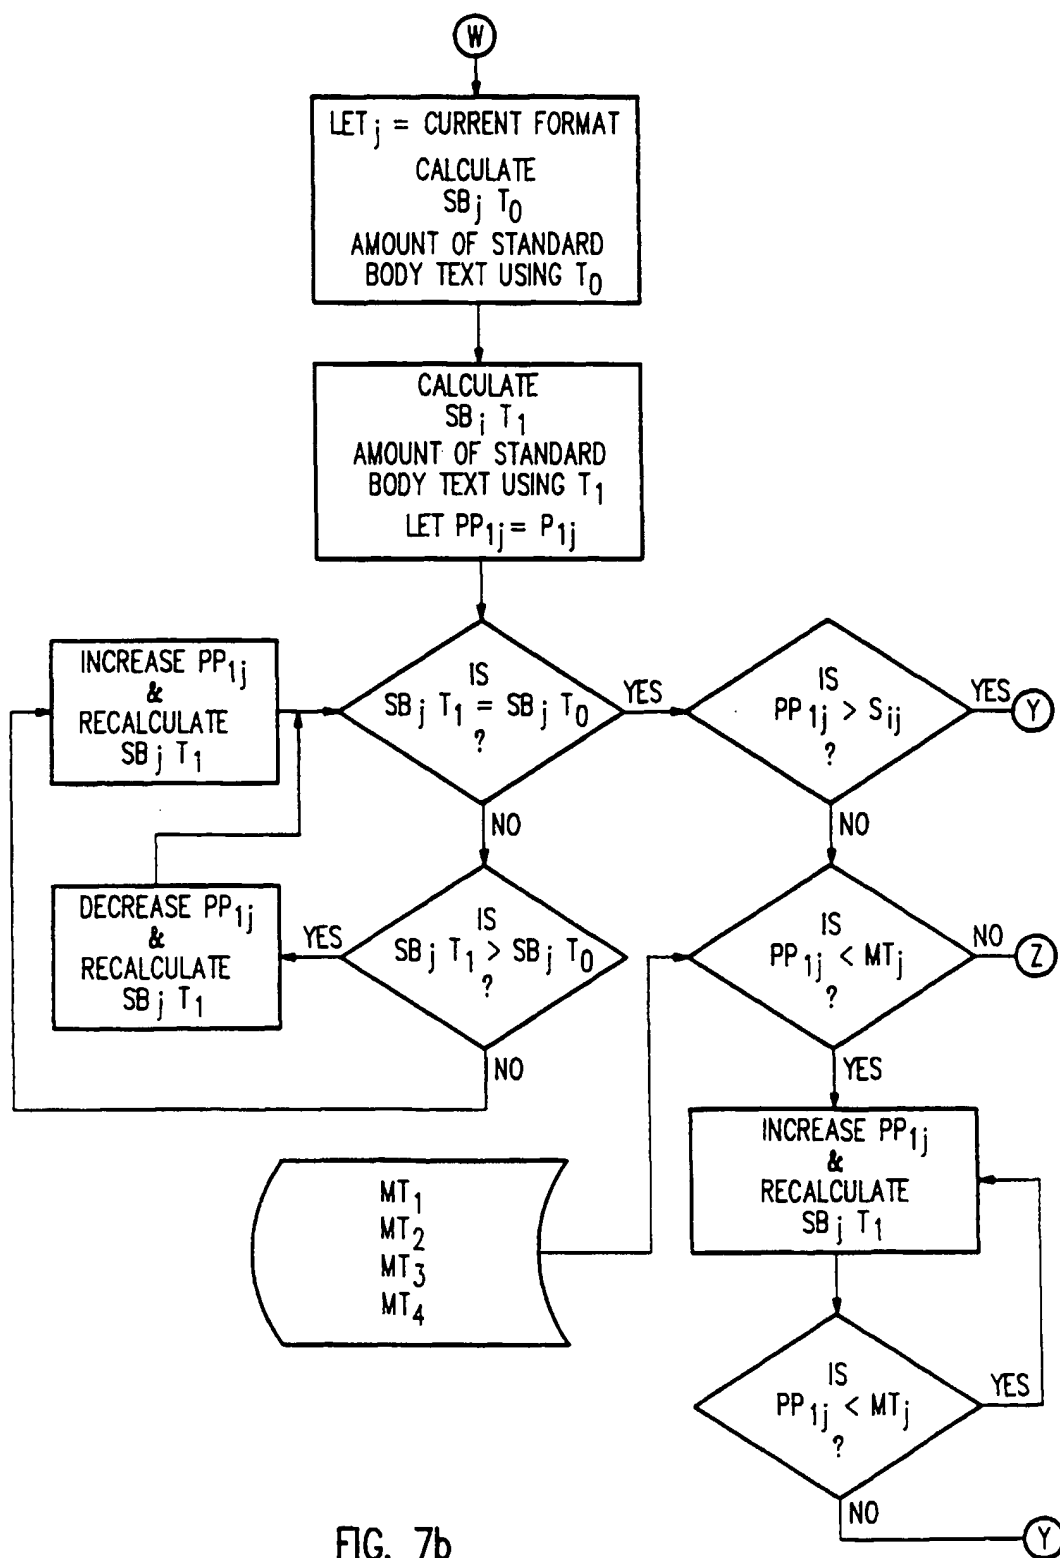 W
LET j = CURRENT FORMAT
CALCULATE
SBj T0
AMOUNT OF STANDARD
BODY TEXT USING T0
CALCULATE
SBi T1
AMOUNT OF STANDARD
BODY TEXT USING T1
LET PP1j = P1j
INCREASE PP1j
&
RECALCULATE
SBj T1
IS
SBj T1 = SBj T0
?
YES
NO
IS
PP1j > Sij
?
YES
Y
NO
DECREASE PP1j
&
RECALCULATE
SBj T1
YES
IS
SBj T1 > SBj T0
?
NO
IS
PP1j < MTj
?
NO
Z
YES
MT1
MT2
MT3
MT4
INCREASE PP1j
&
RECALCULATE
SBj T1
IS
PP1j < MTj
?
YES
NO
Y
FIG. 7b